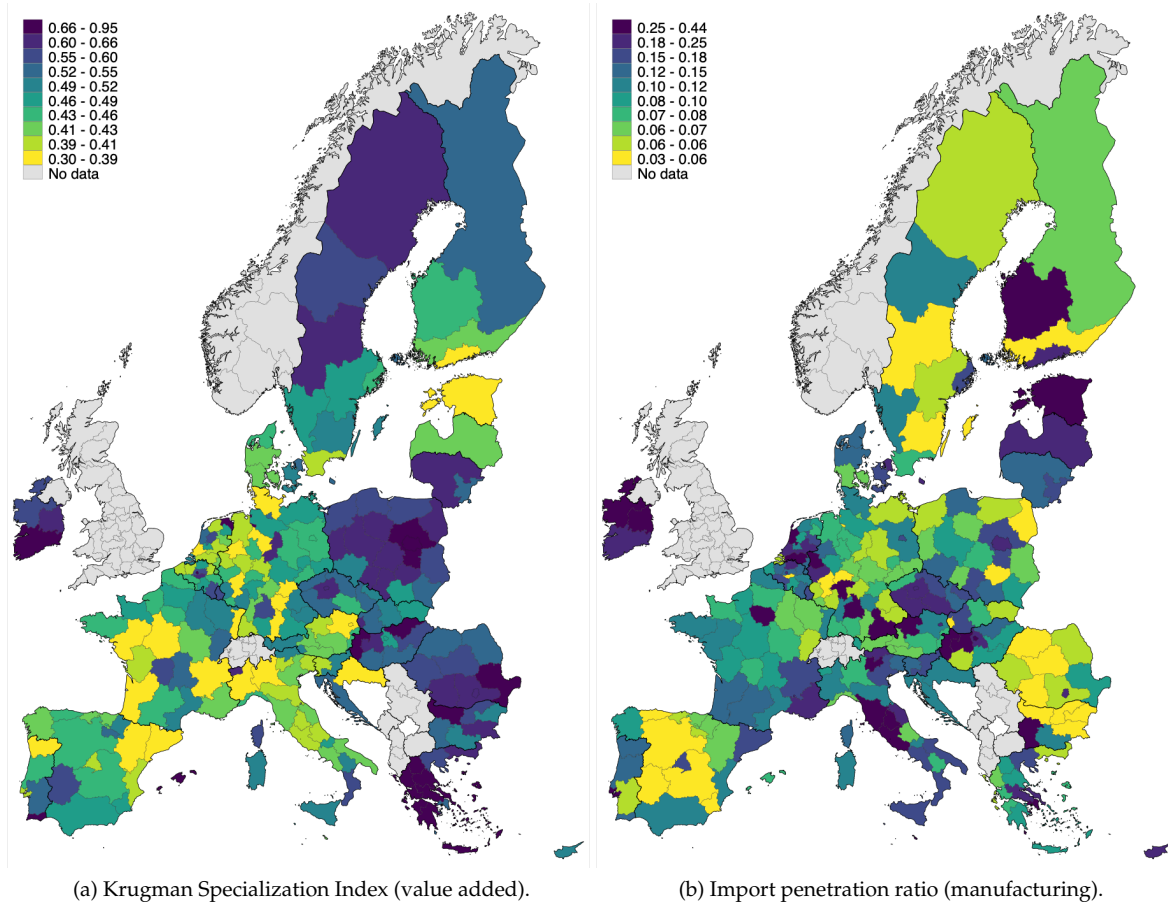 0.66 - 0.95
0.60 - 0.66
0.55 - 0.60
0.52 - 0.55
0.49 - 0.52
0.46 - 0.49
0.43 - 0.46
0.41 - 0.43
0.39 - 0.41
0.30 - 0.39
No data
0.25 - 0.44
0.18 - 0.25
0.15 - 0.18
0.12 - 0.15
0.10 - 0.12
0.08 - 0.10
0.07 - 0.08
0.06 - 0.07
0.06 - 0.06
0.03 - 0.06
No data
(a) Krugman Specialization Index (value added).
(b) Import penetration ratio (manufacturing).